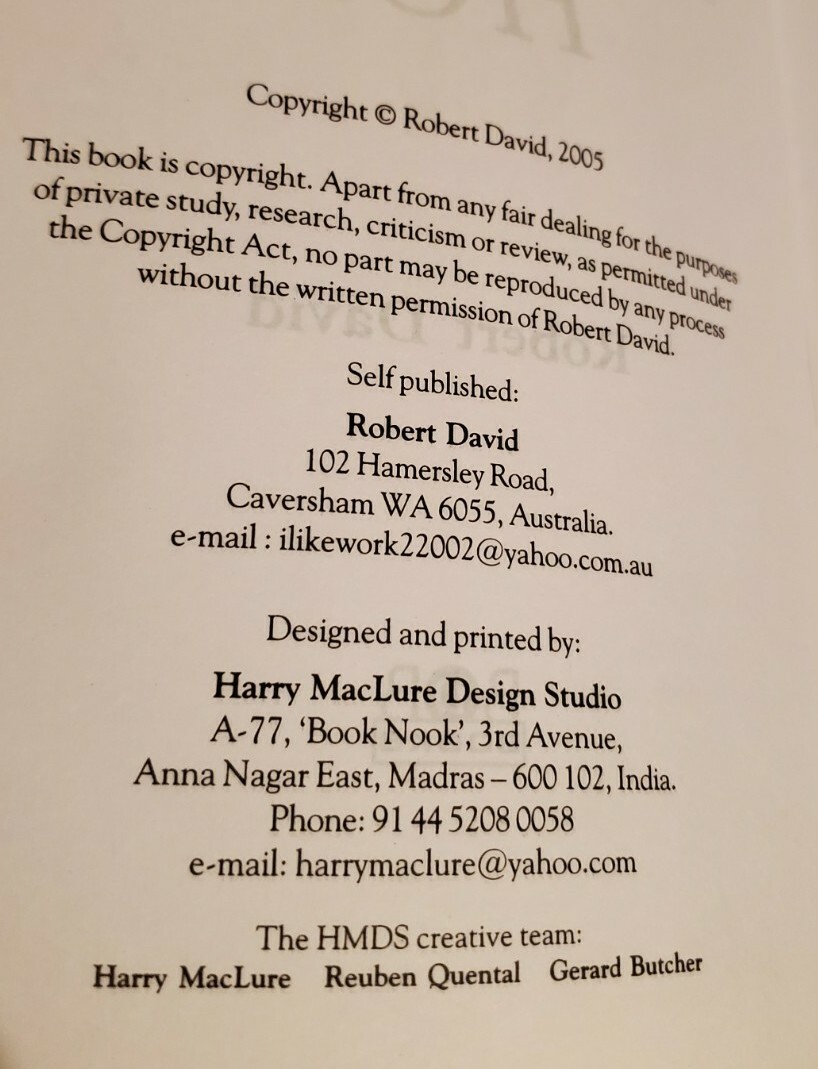 Copyright © Robert David, 2005
This book is copyright. Apart from any fair dealing for the purposes
of private study, research, criticism or review, as permitted under
the Copyright Act, no part may be reproduced by any process
without the written permission of Robert David.
Self published:
Robert David
102 Hamersley Road,
Caversham WA 6055, Australia.
e-mail : ilikework22002@yahoo.com.au
Designed and printed by:
Harry MacLure Design Studio
A-77, ‘Book Nook’, 3rd Avenue,
Anna Nagar East, Madras – 600 102, India.
Phone: 91 44 5208 0058
e-mail: harrymaclure@yahoo.com
The HMDS creative team:
Harry MacLure Reuben Quental Gerard Butcher